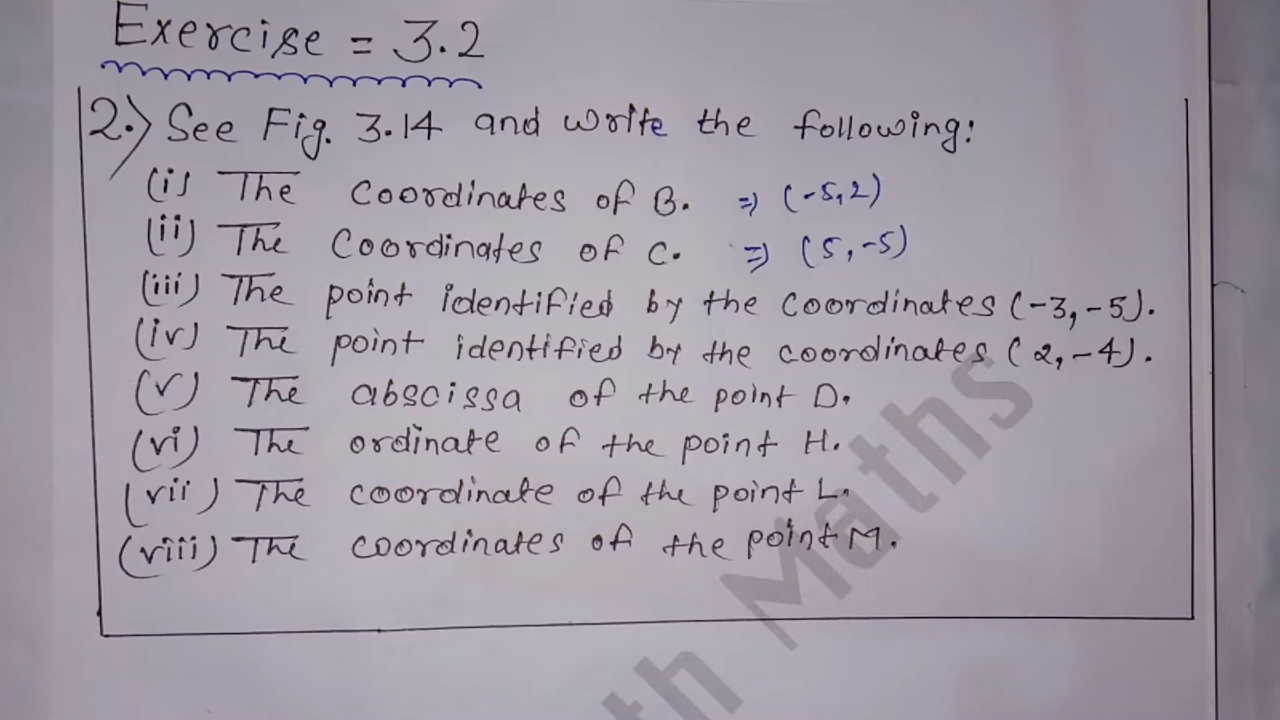 Exercise = 3.2
2.) See Fig. 3.14 and write the following:
(i) The coordinates of B. => (-5,2)
(ii) The coordinates of C. => (5,-5)
(iii) The point identified by the coordinates (-3,-5).
(iv) The point identified by the coordinates (2,-4).
(v) The abscissa of the point D.
(vi) The ordinate of the point H.
(vii) The coordinate of the point L.
(viii) The coordinates of the point M.
th Maths